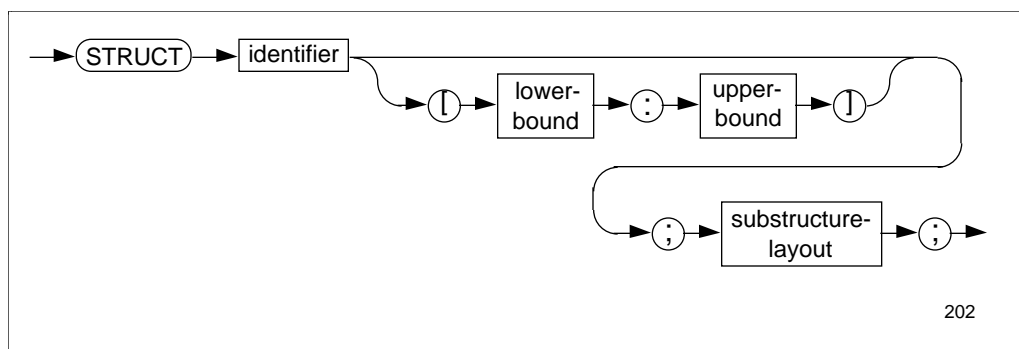 STRUCT identifier
[ lower-bound : upper-bound ]
; substructure-layout ;
202